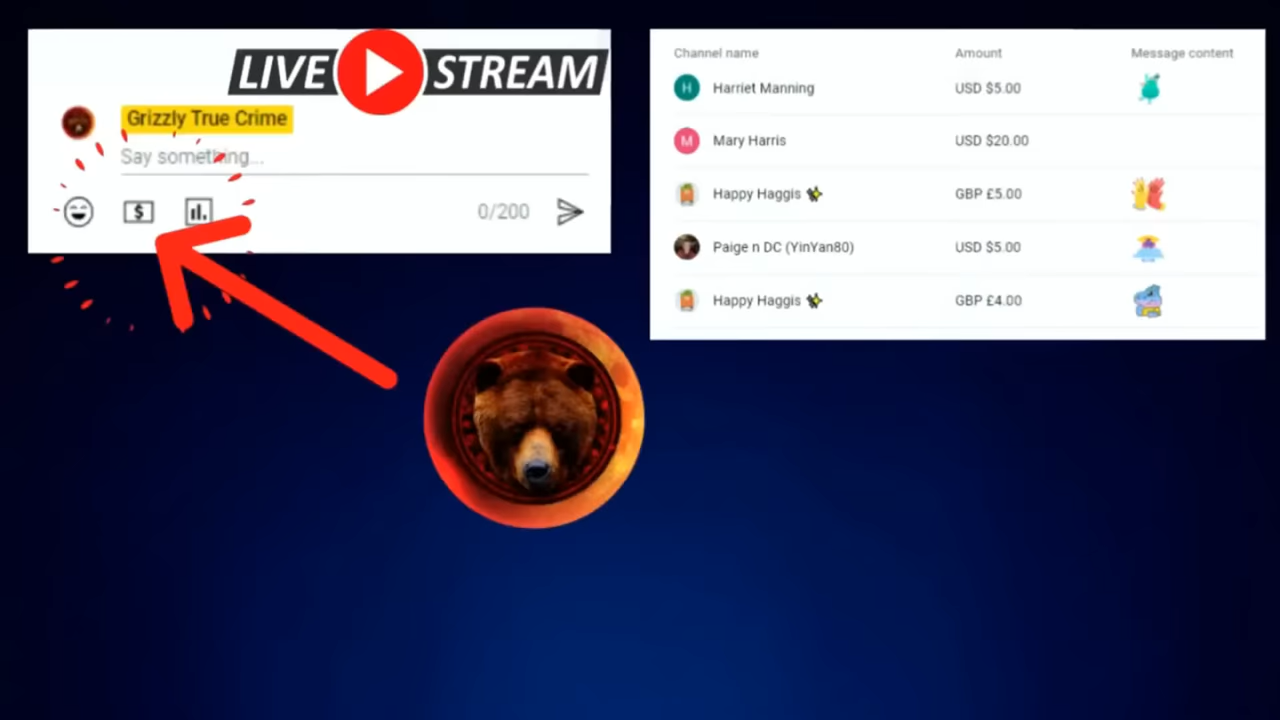 LIVE STREAM
Grizzly True Crime
Say something...
$
0/200
Channel name Amount Message content
H Harriet Manning USD $5.00
M Mary Harris USD $20.00
Happy Haggis GBP £5.00
Paige n DC (YinYan80) USD $5.00
Happy Haggis GBP £4.00